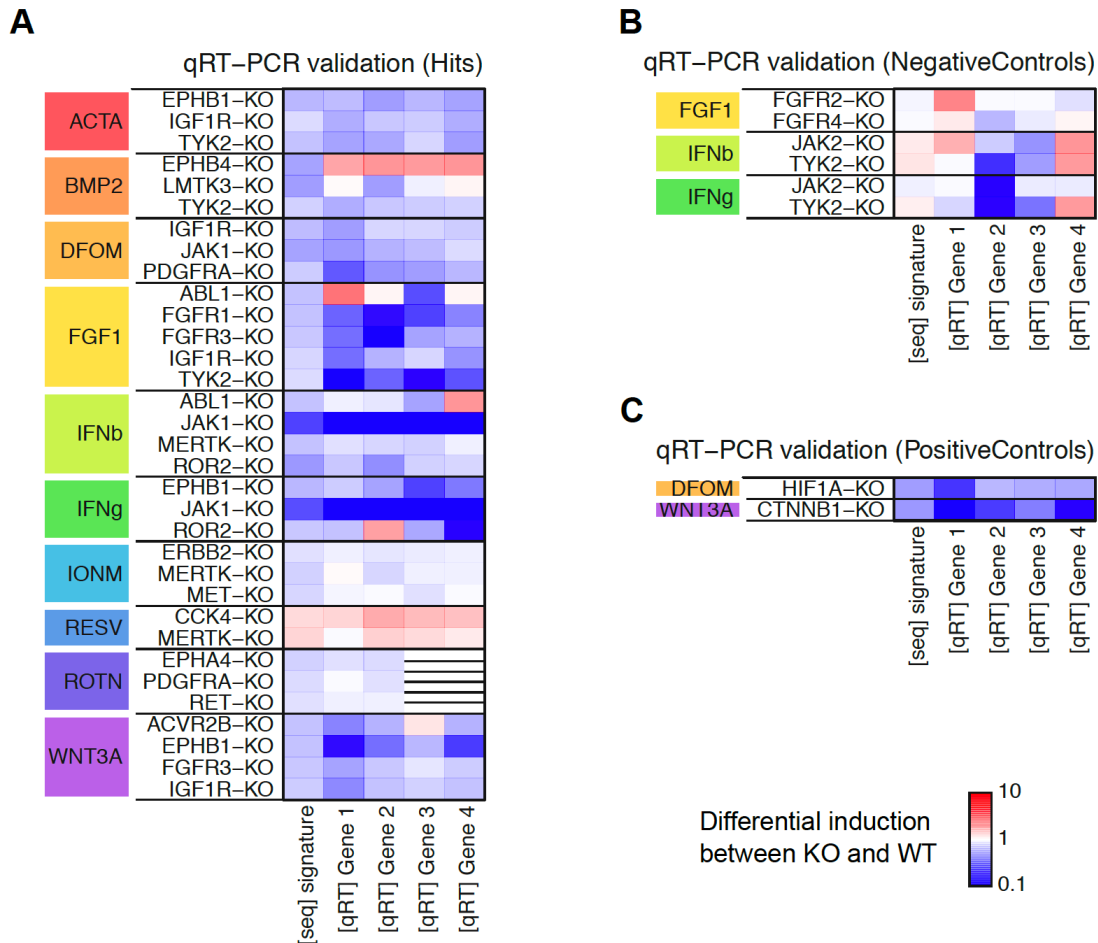 A
qRT−PCR validation (Hits)
ACTA
EPHB1−KO
IGF1R−KO
TYK2−KO
BMP2
EPHB4−KO
LMTK3−KO
TYK2−KO
DFOM
IGF1R−KO
JAK1−KO
PDGFRA−KO
FGF1
ABL1−KO
FGFR1−KO
FGFR3−KO
IGF1R−KO
TYK2−KO
IFNb
ABL1−KO
JAK1−KO
MERTK−KO
ROR2−KO
IFNg
EPHB1−KO
JAK1−KO
ROR2−KO
IONM
ERBB2−KO
MERTK−KO
MET−KO
RESV
CCK4−KO
MERTK−KO
ROTN
EPHA4−KO
PDGFRA−KO
RET−KO
WNT3A
ACVR2B−KO
EPHB1−KO
FGFR3−KO
IGF1R−KO
[seq] signature
[qRT] Gene 1
[qRT] Gene 2
[qRT] Gene 3
[qRT] Gene 4
B
qRT−PCR validation (NegativeControls)
FGF1
FGFR2−KO
FGFR4−KO
IFNb
JAK2−KO
TYK2−KO
IFNg
JAK2−KO
TYK2−KO
[seq] signature
[qRT] Gene 1
[qRT] Gene 2
[qRT] Gene 3
[qRT] Gene 4
C
qRT−PCR validation (PositiveControls)
DFOM HIF1A−KO
WNT3A CTNNB1−KO
[seq] signature
[qRT] Gene 1
[qRT] Gene 2
[qRT] Gene 3
[qRT] Gene 4
Differential induction
between KO and WT
10
1
0.1